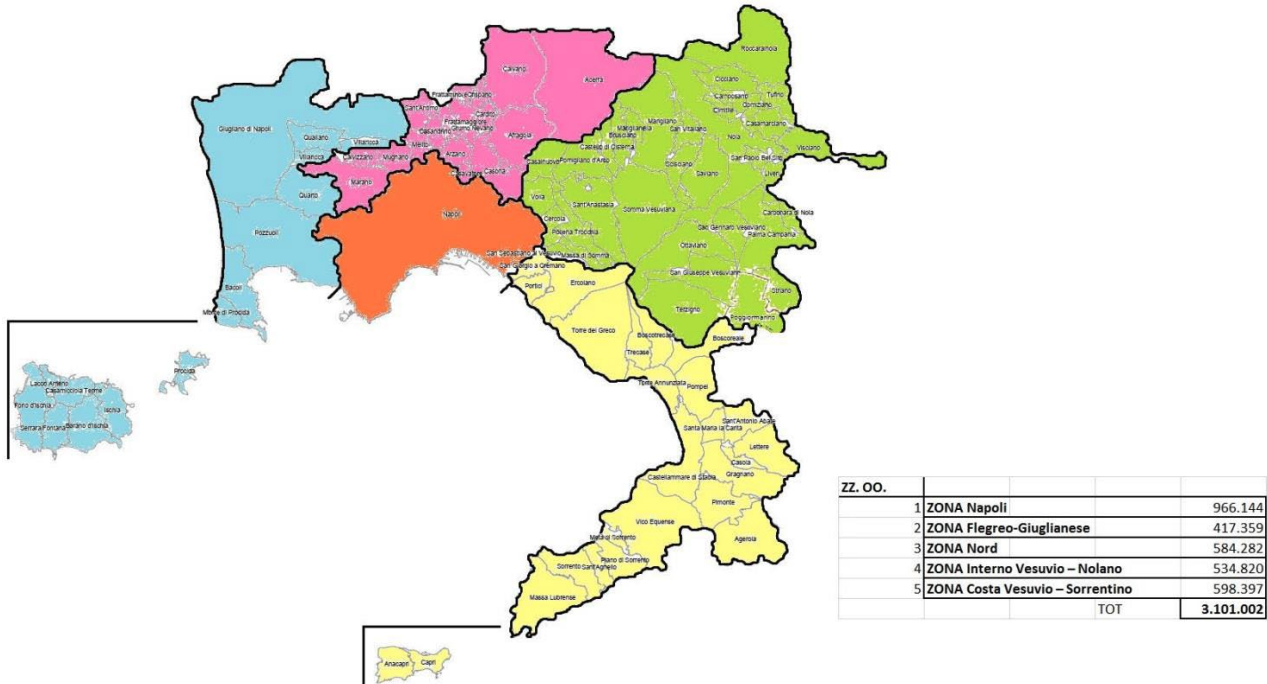 Roccarainola
Caivano
Acerra
Cicciano
Tufino
Camposano
Comiziano
Cimitile
Casamarciano
Frattaminore
Crispano
Sant'Antimo
Cardito
Frattamaggiore
Grumo Nevano
Casandrino
Afragola
Giugliano di Napoli
Qualiano
Villaricca
Melito
Arzano
Casoria
Casavatore
Villaricca
Calvizzano
Mugnano
Marano
Quarto
Mariglianella
Marigliano
Brusciano
San Vitaliano
Nola
Castello di Cisterna
Visciano
Casalnuovo
Pomigliano d'Arco
Scisciano
San Paolo Bel Sito
Saviano
Liveri
Volla
Sant'Anastasia
Somma Vesuviana
Cercola
Carbonara di Nola
Pollena Trocchia
San Gennaro Vesuviano
Palma Campania
Ottaviano
Napoli
Pozzuoli
San Sebastiano al Vesuvio
Massa di Somma
San Giorgio a Cremano
San Giuseppe Vesuviano
Striano
Portici
Ercolano
Terzigno
Poggiomarino
Bacoli
Monte di Procida
Torre del Greco
Boscotrecase
Boscoreale
Trecase
Procida
Lacco Ameno
Casamicciola Terme
Forio d'Ischia
Ischia
Serrara Fontana
Barano d'Ischia
Torre Annunziata
Pompei
Sant'Antonio Abate
Santa Maria la Carità
Lettere
Casola
Gragnano
Castellammare di Stabia
Pimonte
Vico Equense
Agerola
Meta di Sorrento
Piano di Sorrento
Sorrento
Sant'Agnello
Massa Lubrense
Anacapri
Capri
ZZ. OO.
1 ZONA Napoli 966.144
2 ZONA Flegreo-Giuglianese 417.359
3 ZONA Nord 584.282
4 ZONA Interno Vesuvio – Nolano 534.820
5 ZONA Costa Vesuvio – Sorrentino 598.397
TOT 3.101.002